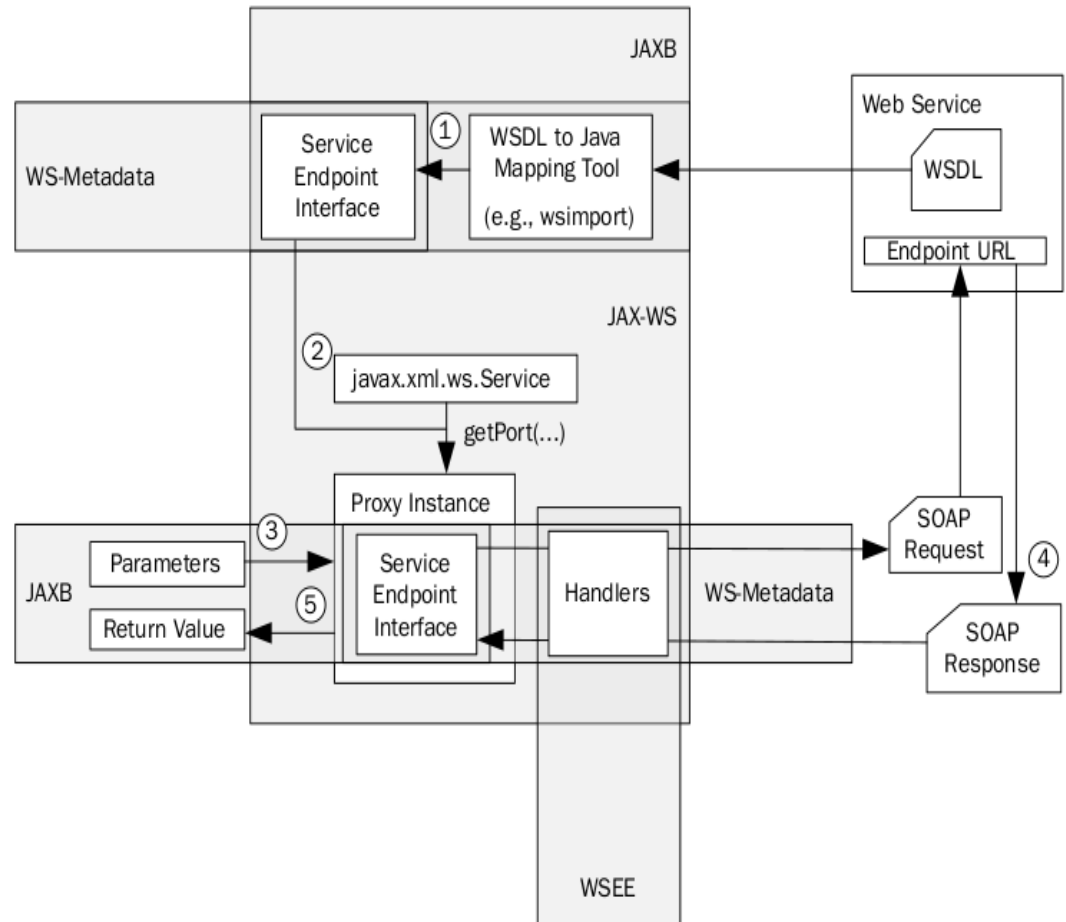 JAXB
Web Service
WS-Metadata
Service
Endpoint
Interface
1
WSDL to Java
Mapping Tool
(e.g., wsimport)
WSDL
Endpoint URL
JAX-WS
2
javax.xml.ws.Service
getPort(...)
Proxy Instance
JAXB
Parameters
3
Return Value
5
Service
Endpoint
Interface
Handlers
WS-Metadata
SOAP
Request
4
SOAP
Response
WSEE